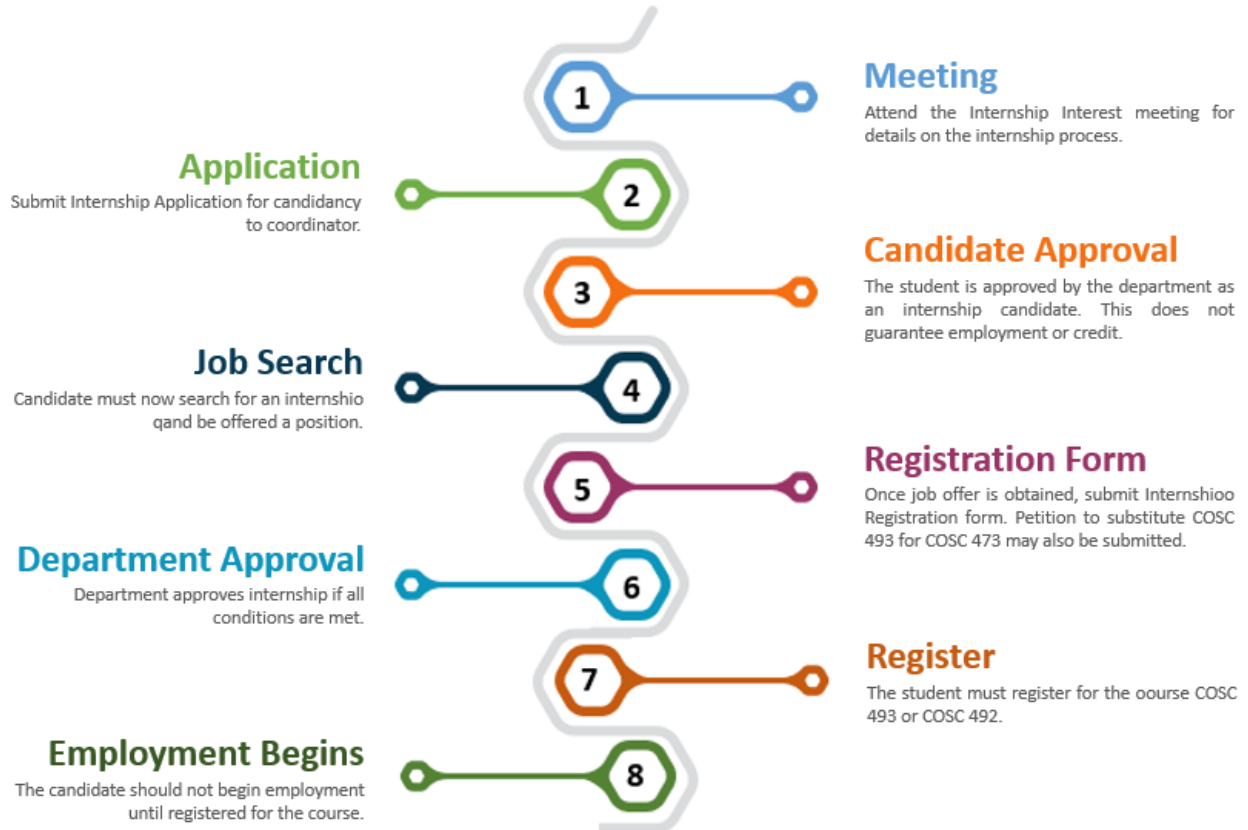 1
Meeting
Attend the Internship Interest meeting for
details on the internship process.
Application
Submit Internship Application for candidancy
to coordinator.
2
3
Candidate Approval
The student is approved by the department as
an internship candidate. This does not
guarantee employment or credit.
Job Search
Candidate must now search for an internshio
qand be offered a position.
4
5
Registration Form
Once job offer is obtained, submit Internshioo
Registration form. Petition to substitute COSC
493 for COSC 473 may also be submitted.
Department Approval
Department approves internship if all
conditions are met.
6
7
Register
The student must register for the oourse COSC
493 or COSC 492.
Employment Begins
The candidate should not begin employment
until registered for the course.
8